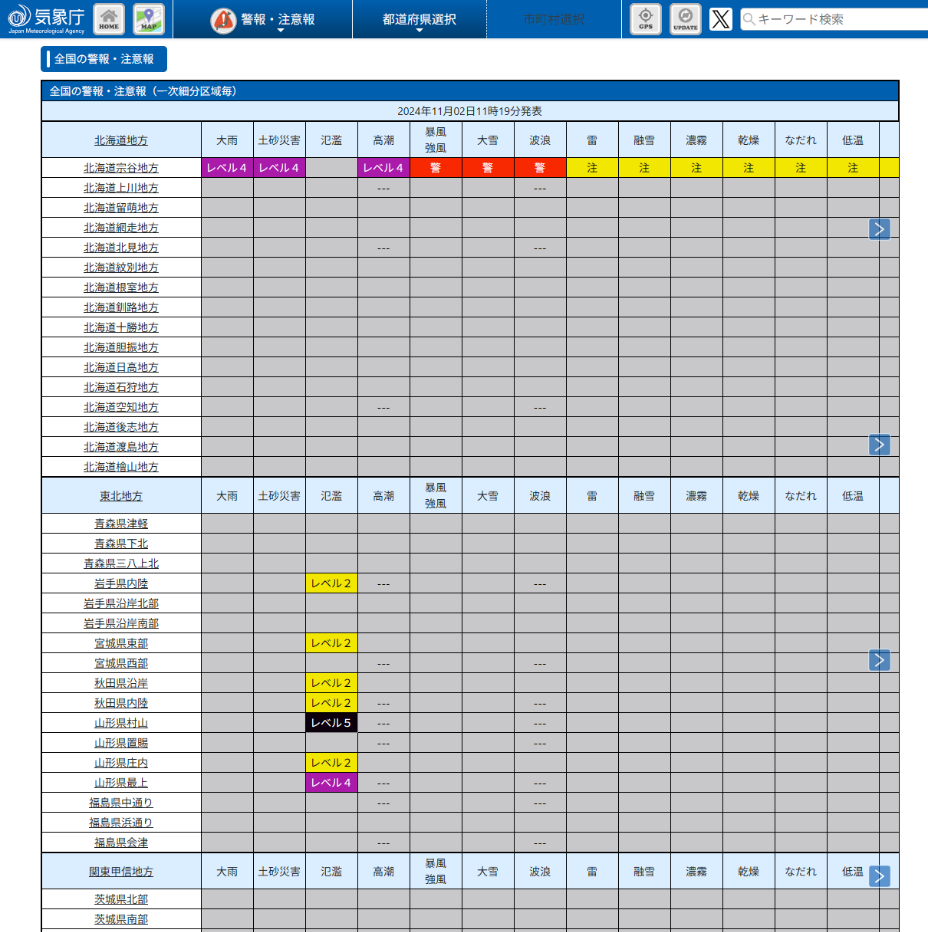 気象庁 HOME MAP 警報・注意報 都道府県選択 市町村選択 GPS UPDATE X キーワード検索
Japan Meteorological Agency
全国の警報・注意報
全国の警報・注意報（一次細分区域毎）
2024年11月02日11時19分発表
北海道地方 大雨 土砂災害 氾濫 高潮 暴風強風 大雪 波浪 雷 融雪 濃霧 乾燥 なだれ 低温
北海道宗谷地方 レベル4 レベル4 レベル4 警 警 警 注 注 注 注 注 注
北海道上川地方 --- ---
北海道留萌地方
北海道網走地方
北海道北見地方 --- ---
北海道紋別地方
北海道根室地方
北海道釧路地方
北海道十勝地方
北海道胆振地方
北海道日高地方
北海道石狩地方
北海道空知地方 --- ---
北海道後志地方
北海道渡島地方
北海道檜山地方
東北地方 大雨 土砂災害 氾濫 高潮 暴風強風 大雪 波浪 雷 融雪 濃霧 乾燥 なだれ 低温
青森県津軽
青森県下北
青森県三八上北
岩手県内陸 レベル2 --- ---
岩手県沿岸北部
岩手県沿岸南部
宮城県東部 レベル2
宮城県西部 --- ---
秋田県沿岸 レベル2
秋田県内陸 レベル2 --- ---
山形県村山 レベル5 --- ---
山形県置賜 --- ---
山形県庄内 レベル2
山形県最上 レベル4 --- ---
福島県中通り --- ---
福島県浜通り
福島県会津 --- ---
関東甲信地方 大雨 土砂災害 氾濫 高潮 暴風強風 大雪 波浪 雷 融雪 濃霧 乾燥 なだれ 低温
茨城県北部
茨城県南部